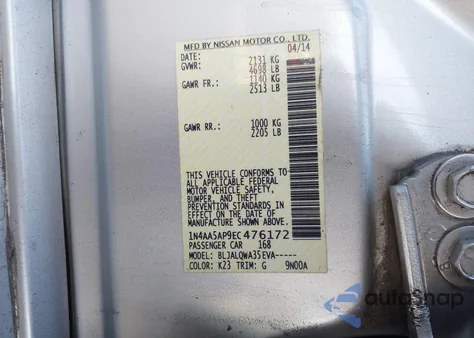 MFD BY NISSAN MOTOR CO., LTD.
DATE: 04/14
GVWR: 2131 KG
4698 LB
GAWR FR.: 1140 KG
2513 LB
GAWR RR.: 1000 KG
2205 LB
THIS VEHICLE CONFORMS TO
ALL APPLICABLE FEDERAL
MOTOR VEHICLE SAFETY,
BUMPER, AND THEFT
PREVENTION STANDARDS IN
EFFECT ON THE DATE OF
MANUFACTURE SHOWN ABOVE.
1N4AA5AP9EC476172
PASSENGER CAR 168
MODEL: BLJALQWA35EVA-----
COLOR: K23 TRIM: G 9N00A
autoSnap